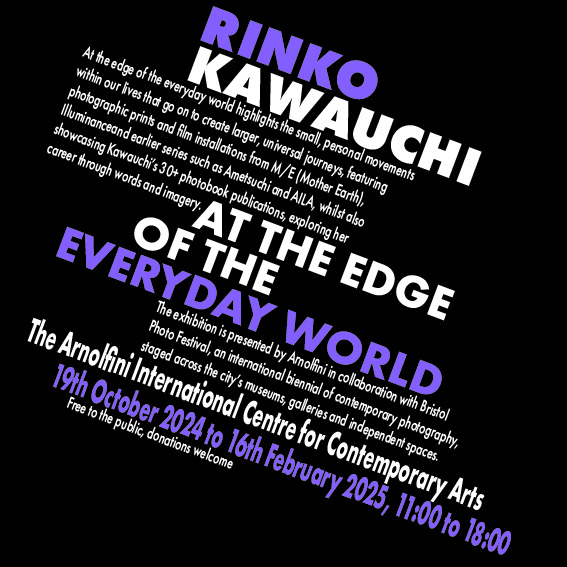 RINKO
KAWAUCHI
At the edge of the everyday world highlights the small, personal movements
within our lives that go on to create larger, universal journeys, featuring
photographic prints and film installations from M/E (Mother Earth),
Illuminanceand earlier series such as Ametsuchi and AILA, whilst also
showcasing Kawauchi's 30+ photobook publications, exploring her
career through words and imagery.
AT THE EDGE
OF THE
EVERYDAY WORLD
The exhibition is presented by Arnolfini in collaboration with Bristol
Photo Festival, an international biennial of contemporary photography,
staged across the city's museums, galleries and independent spaces.
The Arnolfini International Centre for Contemporary Arts
19th October 2024 to 16th February 2025, 11:00 to 18:00
Free to the public, donations welcome